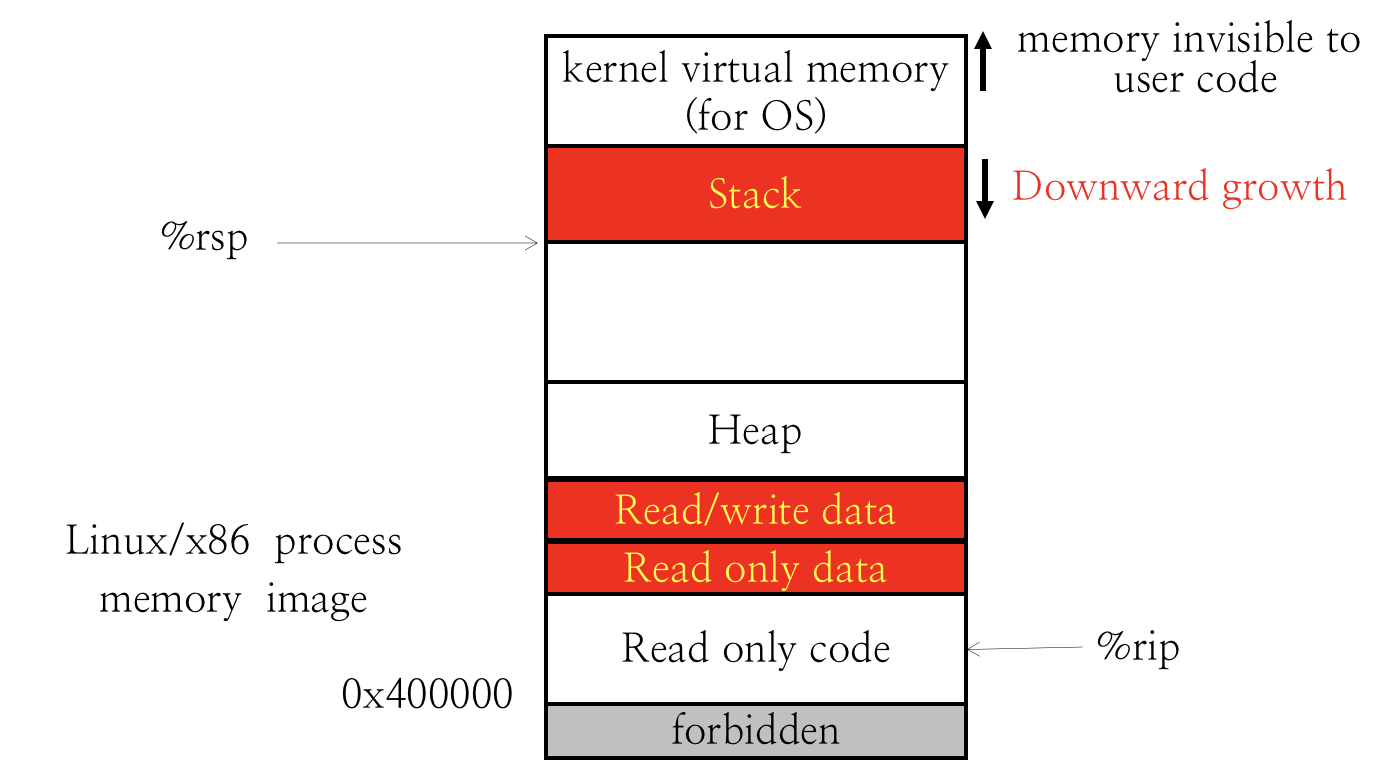 memory invisible to
user code
kernel virtual memory
(for OS)
Stack
Downward growth
%rsp
Heap
Read/write data
Linux/x86 process
memory image
Read only data
Read only code
%rip
0x400000
forbidden